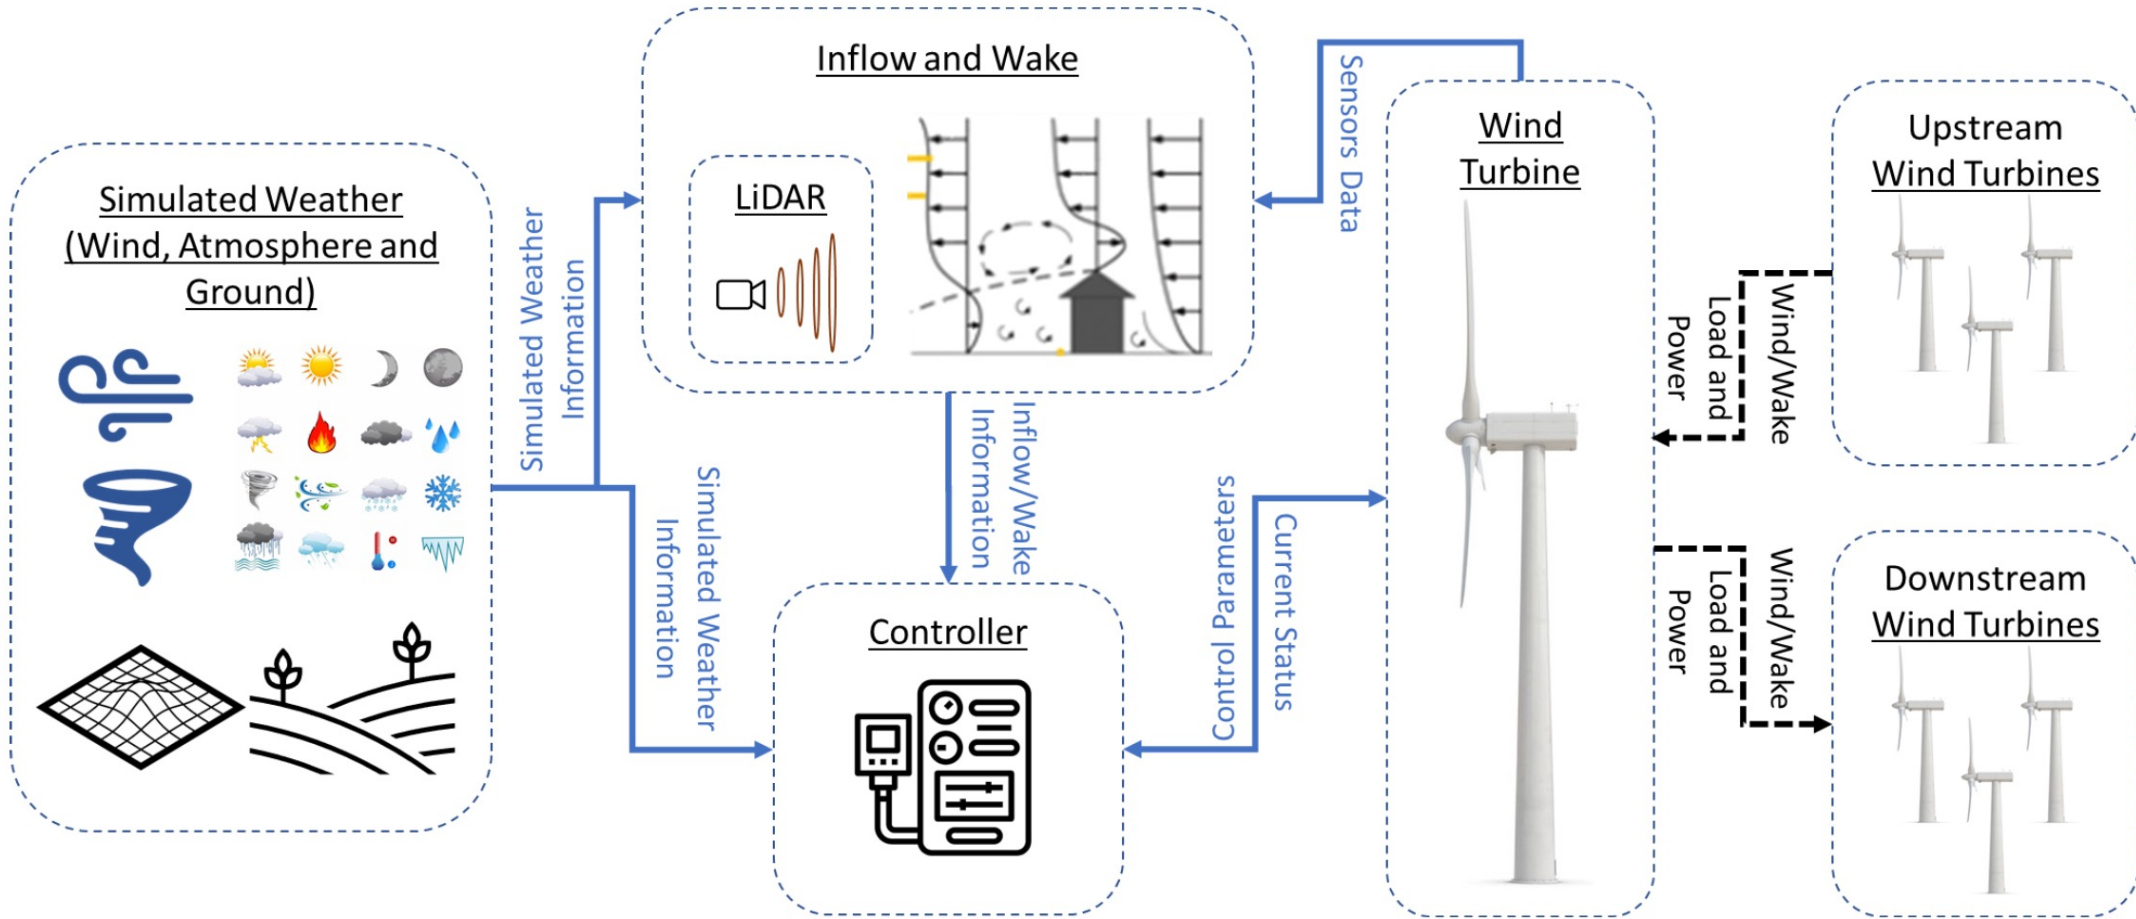 Simulated Weather
(Wind, Atmosphere and
Ground)
Simulated Weather
Information
Simulated Weather
Information
Inflow and Wake
LiDAR
Inflow/Wake
Information
Controller
Sensors Data
Control Parameters
Current Status
Wind
Turbine
Wind/Wake
Load and
Power
Wind/Wake
Load and
Power
Upstream
Wind Turbines
Downstream
Wind Turbines